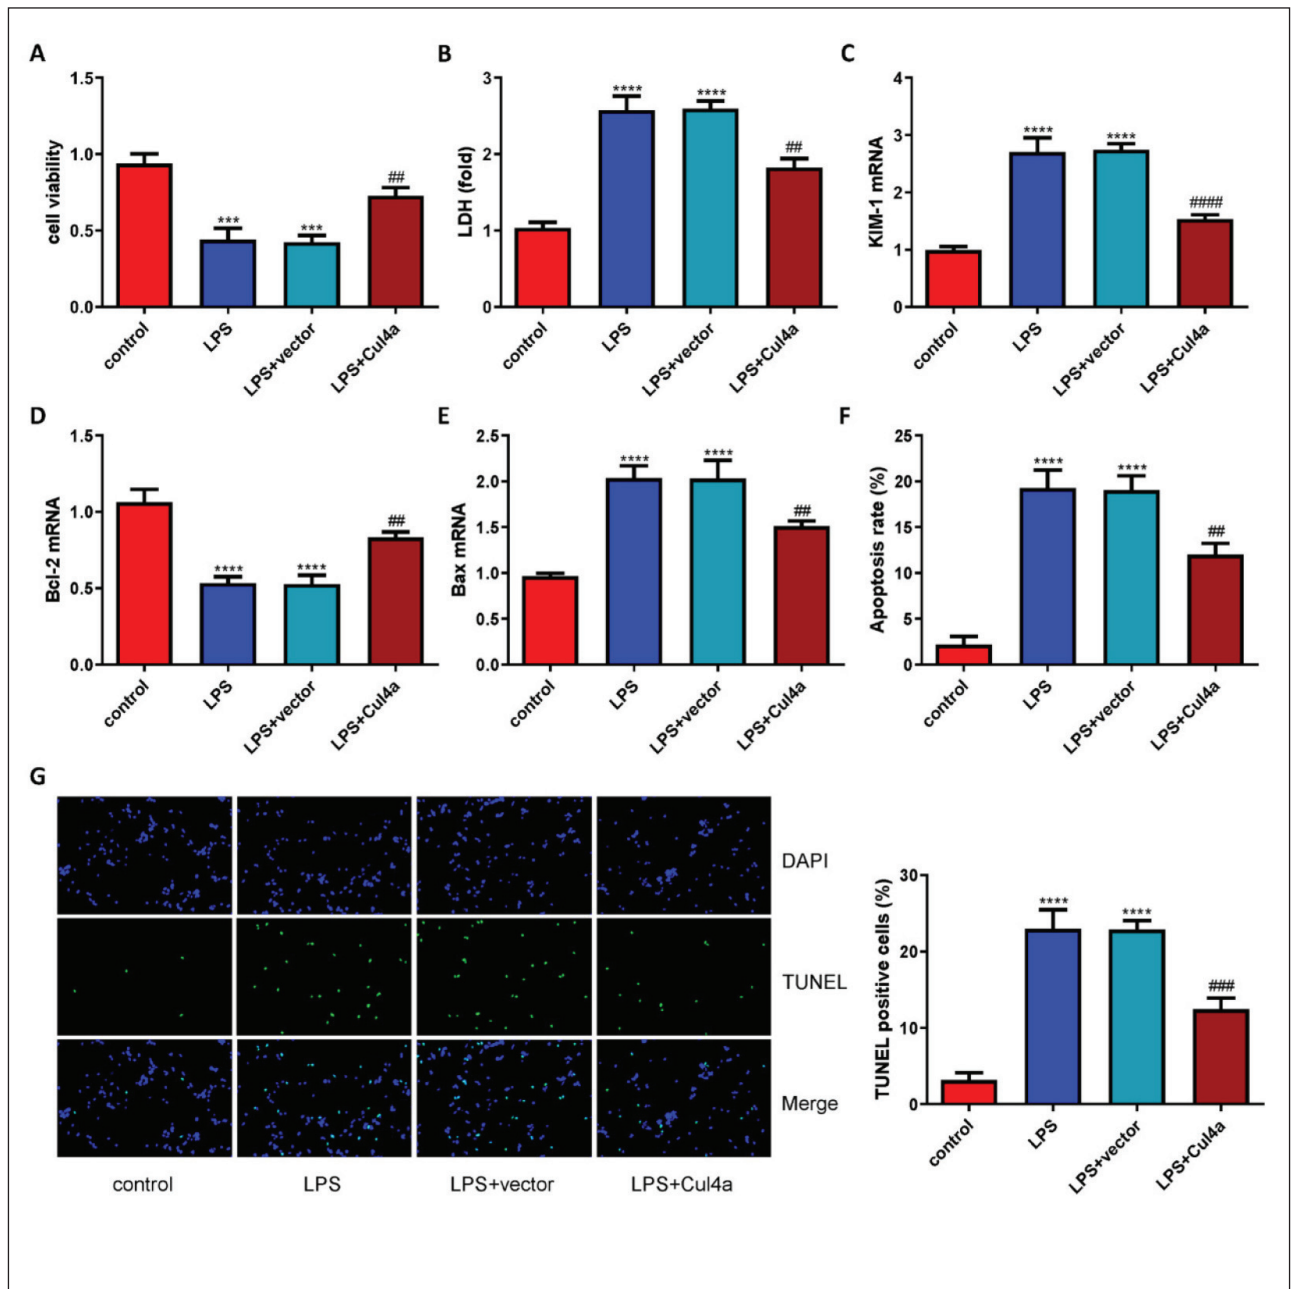 A
cell viability
1.5
1.0
0.5
0.0
***
***
##
control
LPS
LPS+vector
LPS+Cul4a
B
LDH (fold)
3
2
1
0
****
****
##
control
LPS
LPS+vector
LPS+Cul4a
C
KIM-1 mRNA
4
3
2
1
0
****
****
####
control
LPS
LPS+vector
LPS+Cul4a
D
Bcl-2 mRNA
1.5
1.0
0.5
0.0
****
****
##
control
LPS
LPS+vector
LPS+Cul4a
E
Bax mRNA
2.5
2.0
1.5
1.0
0.5
0.0
****
****
##
control
LPS
LPS+vector
LPS+Cul4a
F
Apoptosis rate (%)
25
20
15
10
5
0
****
****
##
control
LPS
LPS+vector
LPS+Cul4a
G
DAPI
TUNEL
Merge
control
LPS
LPS+vector
LPS+Cul4a
TUNEL positive cells (%)
30
20
10
0
****
****
###
control
LPS
LPS+vector
LPS+Cul4a